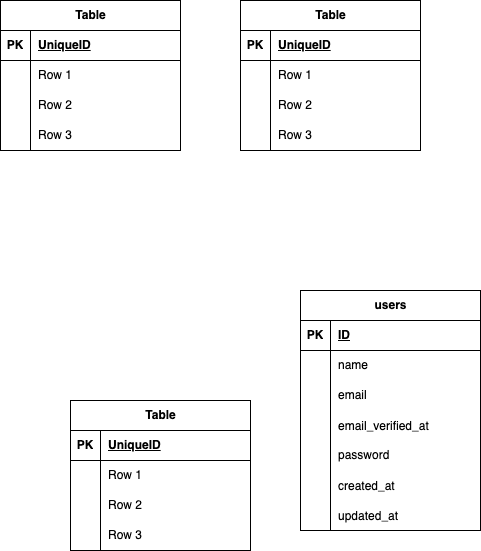 Table
PK UniqueID
Row 1
Row 2
Row 3
Table
PK UniqueID
Row 1
Row 2
Row 3
users
PK ID
name
email
email_verified_at
password
created_at
updated_at
Table
PK UniqueID
Row 1
Row 2
Row 3